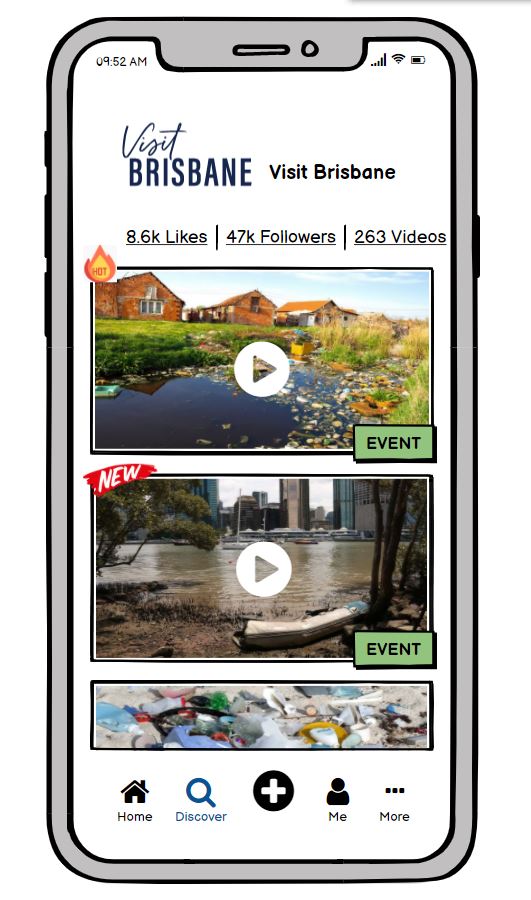 09:52 AM
Visit
BRISBANE
Visit Brisbane
8.6k Likes
47k Followers
263 Videos
HOT
EVENT
NEW
EVENT
Home
Discover
Me
More